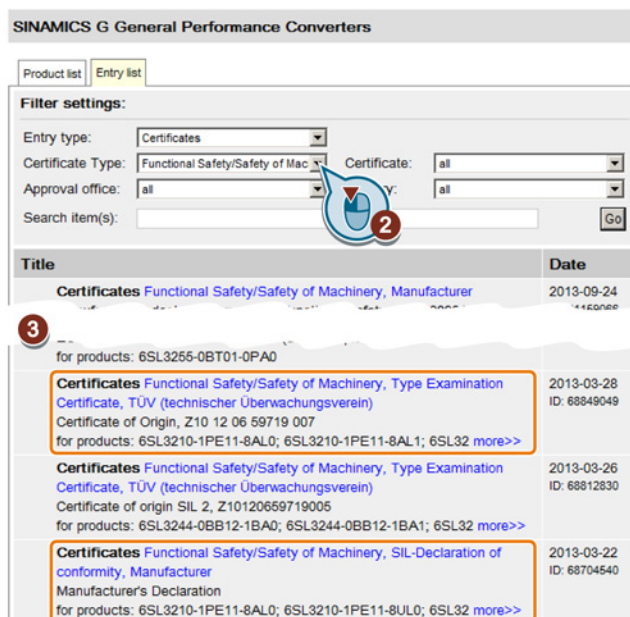 SINAMICS G General Performance Converters
Product list Entry list
Filter settings:
Entry type: Certificates
Certificate Type: Functional Safety/Safety of Mac Certificate: all
Approval office: all y: all
Search item(s): Go
2
Title Date
Certificates Functional Safety/Safety of Machinery, Manufacturer 2013-09-24
3
for products: 6SL3255-0BT01-0PA0
Certificates Functional Safety/Safety of Machinery, Type Examination 2013-03-28
Certificate, TÜV (technischer Überwachungsverein) ID: 68849049
Certificate of Origin, Z10 12 06 59719 007
for products: 6SL3210-1PE11-8AL0; 6SL3210-1PE11-8AL1; 6SL32 more>>
Certificates Functional Safety/Safety of Machinery, Type Examination 2013-03-26
Certificate, TÜV (technischer Überwachungsverein) ID: 68812830
Certificate of origin SIL 2, Z10120659719005
for products: 6SL3244-0BB12-1BA0; 6SL3244-0BB12-1BA1; 6SL32 more>>
Certificates Functional Safety/Safety of Machinery, SIL-Declaration of 2013-03-22
conformity, Manufacturer ID: 68704540
Manufacturer's Declaration
for products: 6SL3210-1PE11-8AL0; 6SL3210-1PE11-8UL0; 6SL32 more>>